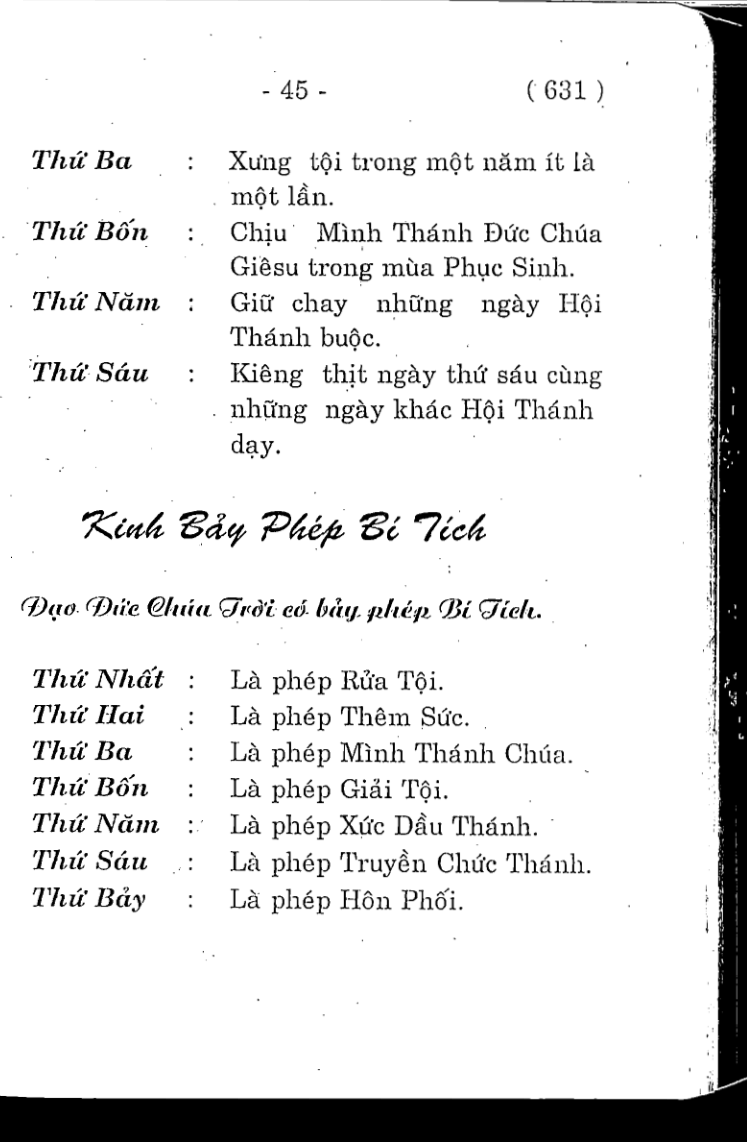 - 45 - ( 631 )
Thứ Ba : Xưng tội trong một năm ít là
một lần.
Thứ Bốn : Chịu Mình Thánh Đức Chúa
Giêsu trong mùa Phục Sinh.
Thứ Năm : Giữ chay những ngày Hội
Thánh buộc.
Thứ Sáu : Kiêng thịt ngày thứ sáu cùng
những ngày khác Hội Thánh
dạy.
Kinh Bảy Phép Bí Tích
Đạo Đức Chúa Trời có bảy phép Bí Tích.
Thứ Nhất : Là phép Rửa Tội.
Thứ Hai : Là phép Thêm Sức.
Thứ Ba : Là phép Mình Thánh Chúa.
Thứ Bốn : Là phép Giải Tội.
Thứ Năm : Là phép Xức Dầu Thánh.
Thứ Sáu : Là phép Truyền Chức Thánh.
Thứ Bảy : Là phép Hôn Phối.